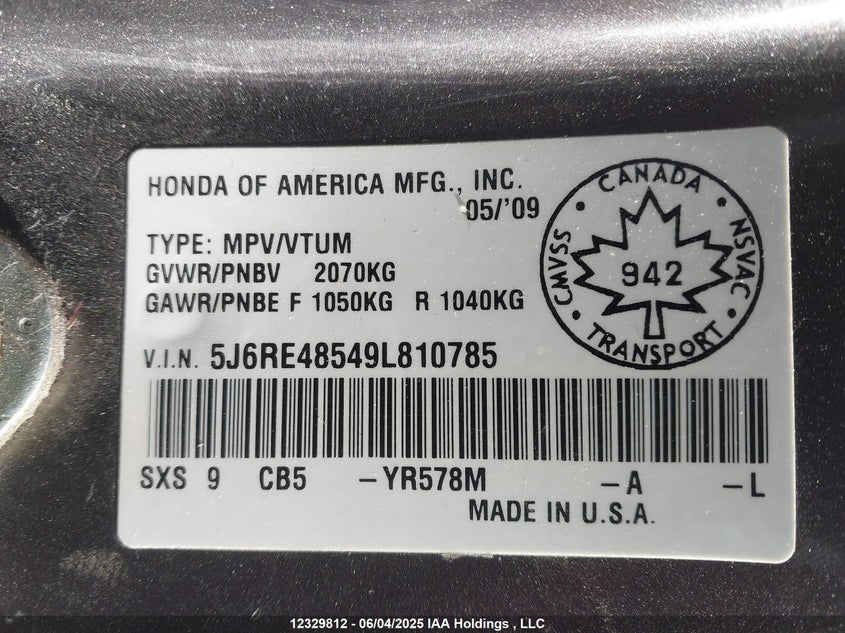 HONDA OF AMERICA MFG., INC.
05/'09
TYPE: MPV/VTUM
GVWR/PNBV 2070KG
GAWR/PNBE F 1050KG R 1040KG
CANADA
CMVSS
942
NSVAC
TRANSPORT
V.I.N. 5J6RE48549L810785
SXS 9 CB5 -YR578M -A -L
MADE IN U.S.A.
12329812 - 06/04/2025 IAA Holdings , LLC